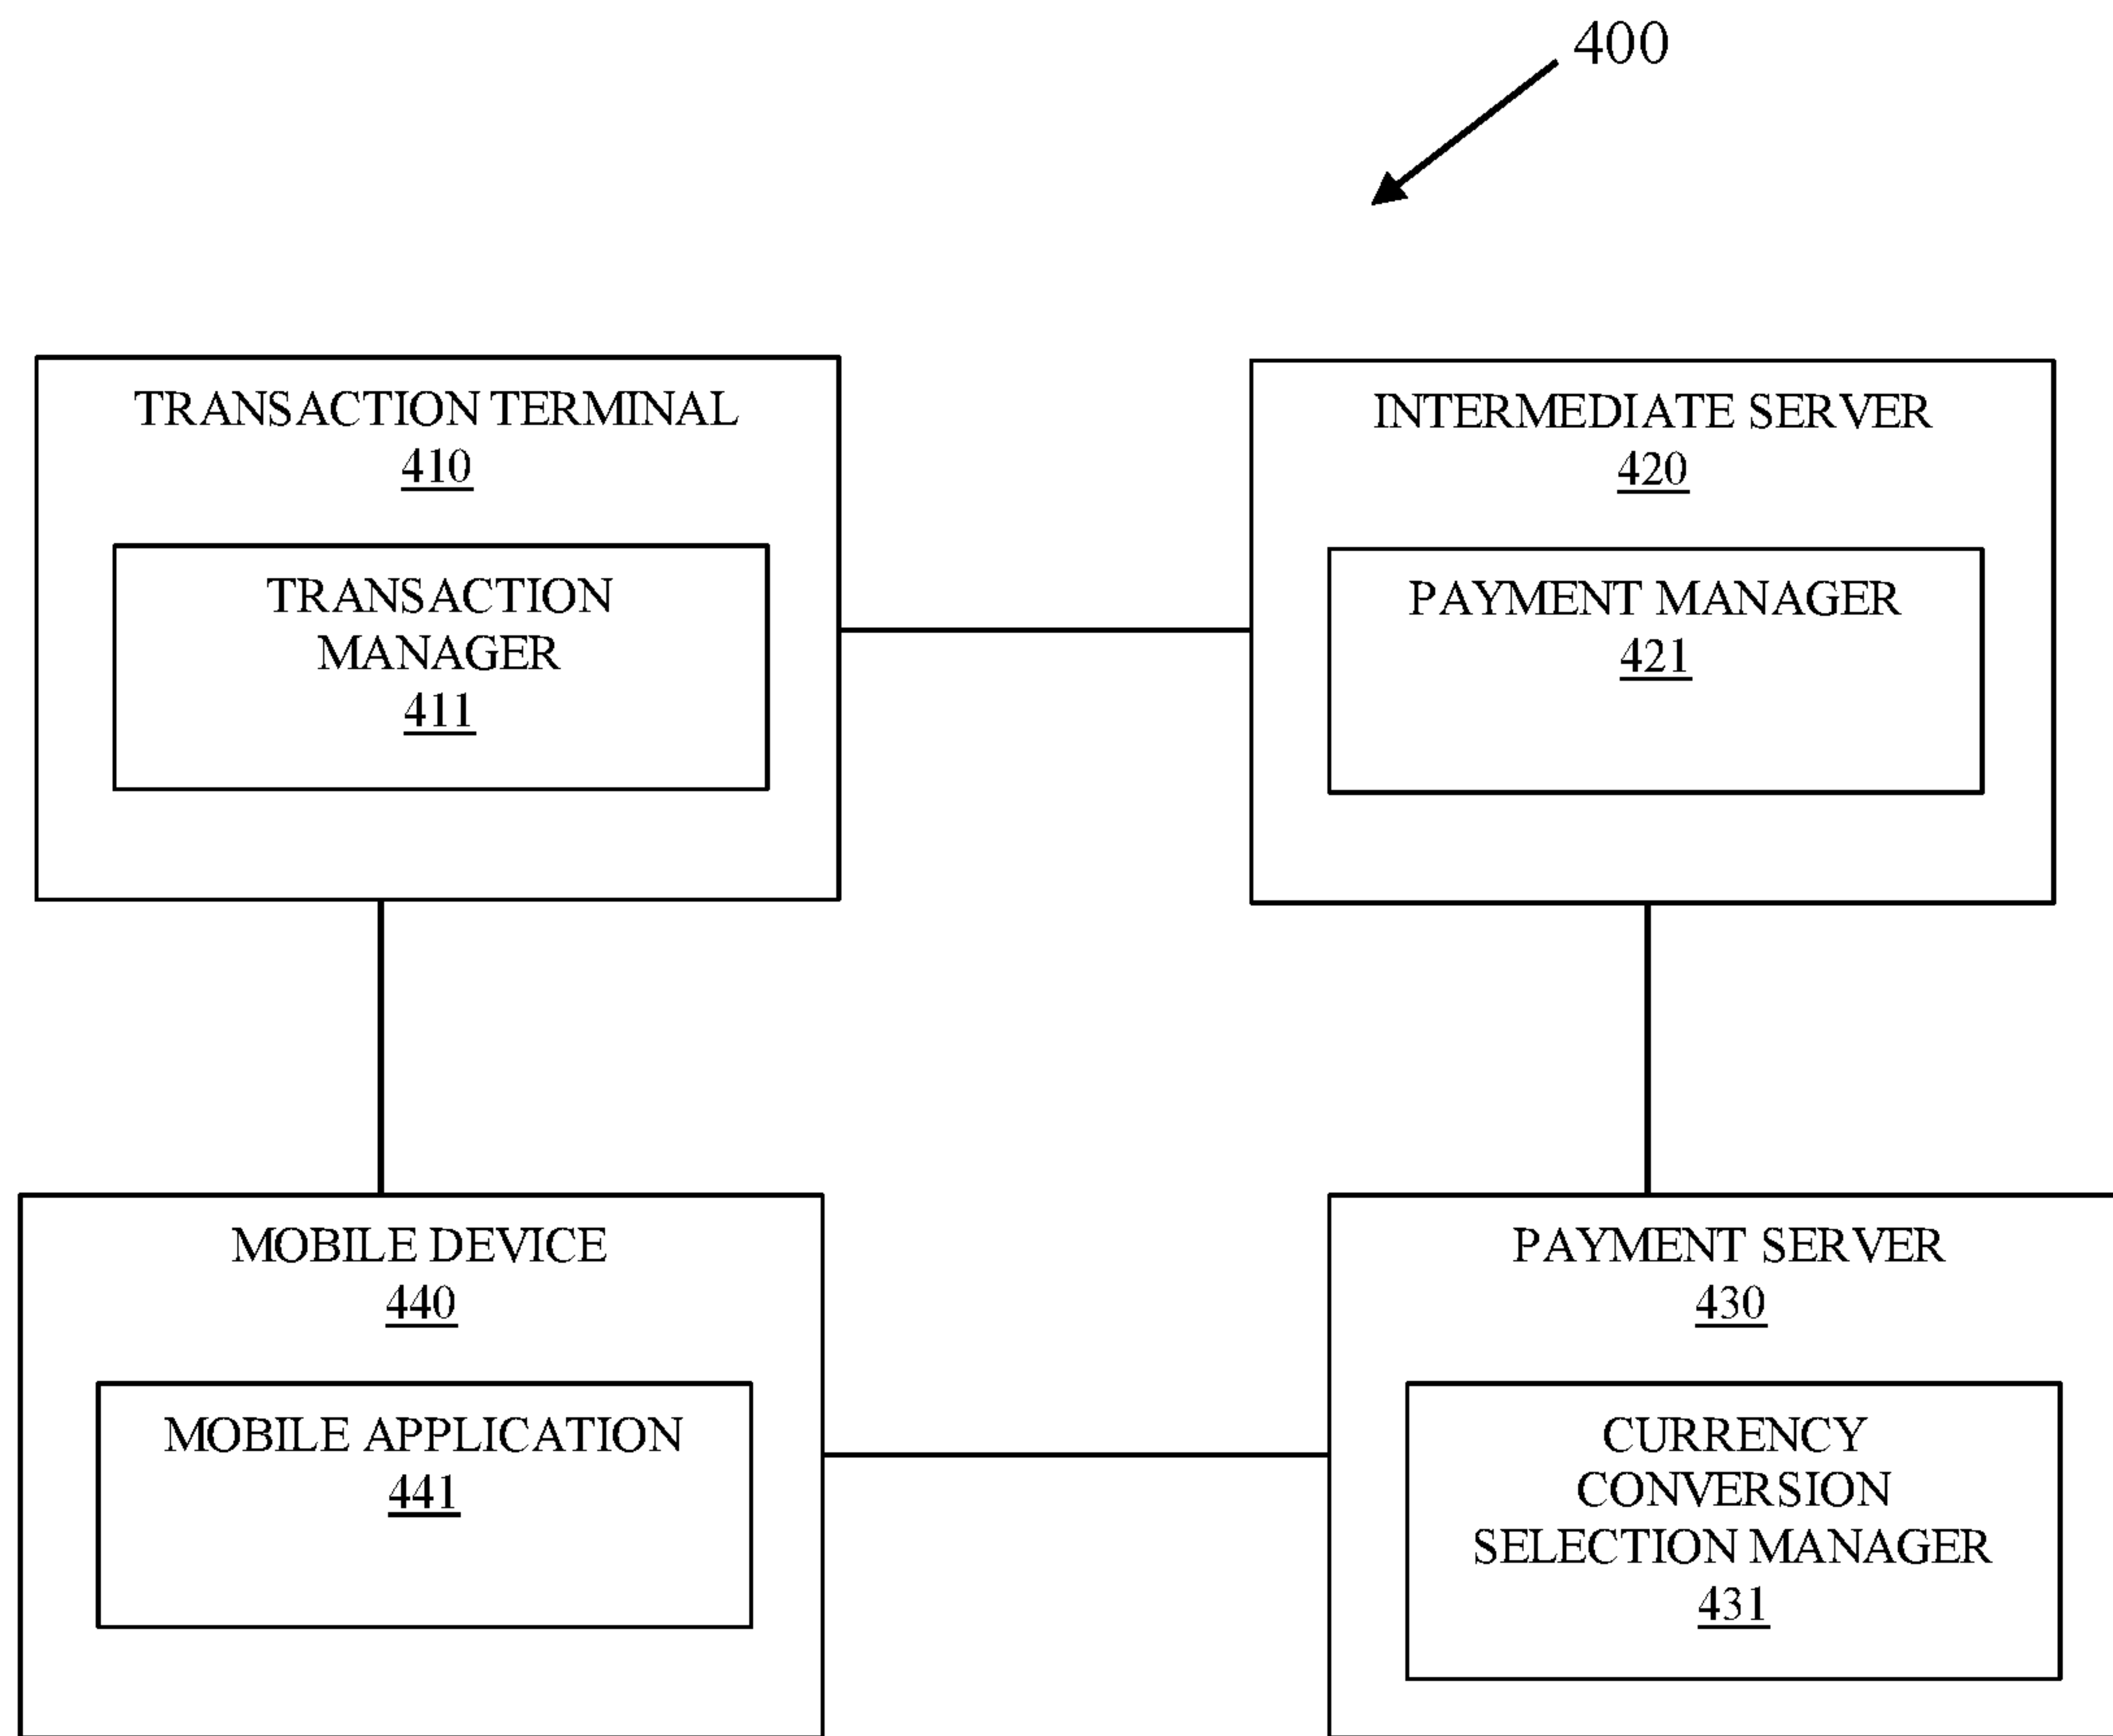 400
TRANSACTION TERMINAL
410
TRANSACTION
MANAGER
411
INTERMEDIATE SERVER
420
PAYMENT MANAGER
421
MOBILE DEVICE
440
MOBILE APPLICATION
441
PAYMENT SERVER
430
CURRENCY
CONVERSION
SELECTION MANAGER
431